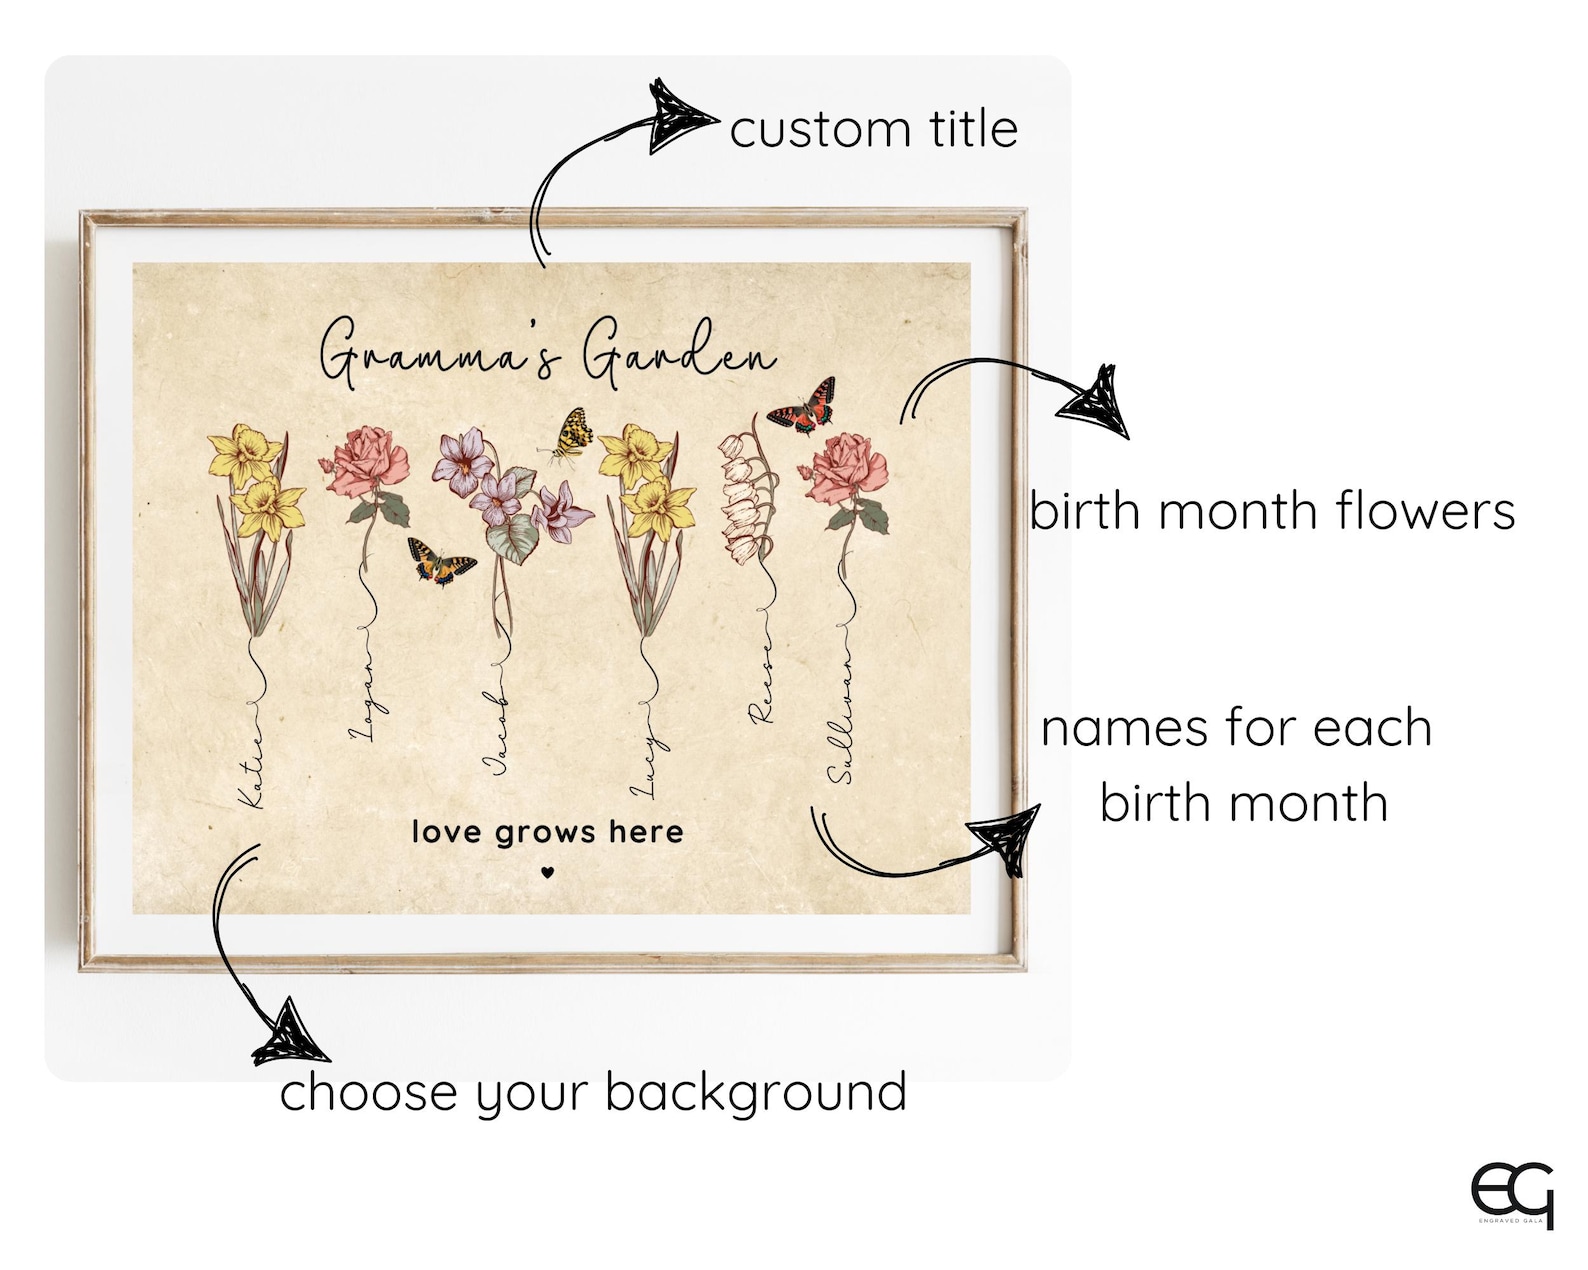 custom title
Gramma's Garden
birth month flowers
Katie
Logan
Jacob
Lucy
Reese
Sullivan
names for each
birth month
love grows here
choose your background
EG
ENGRAVED GALA